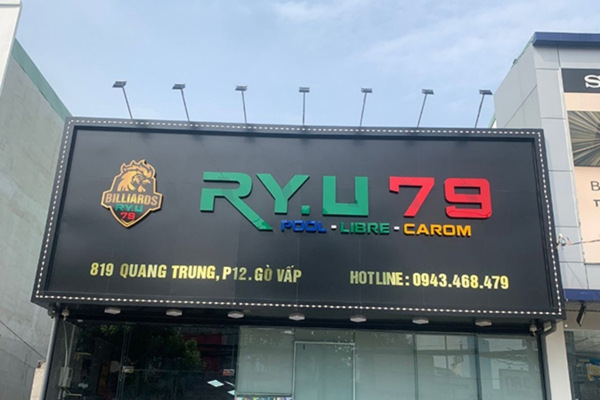 BILLIARDS
RY.U
79
RY.U 79
POOL - LIBRE - CAROM
819 QUANG TRUNG, P12. GÒ VẤP
HOTLINE: 0943.468.479